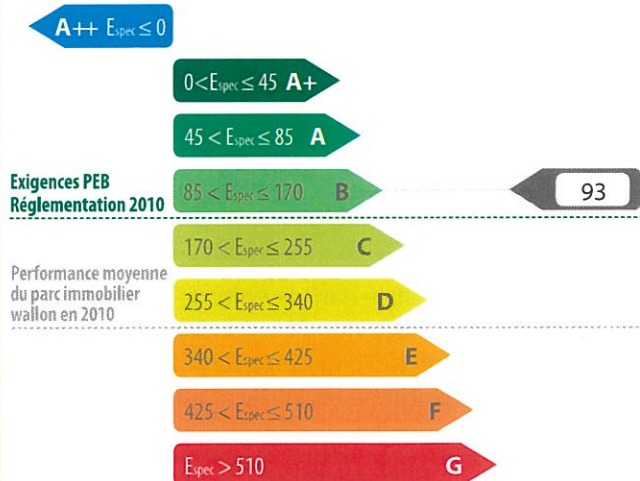 A++ Espec ≤ 0
0 < Espec ≤ 45 A+
45 < Espec ≤ 85 A
Exigences PEB
Réglementation 2010
85 < Espec ≤ 170 B
93
170 < Espec ≤ 255 C
Performance moyenne
du parc immobilier
wallon en 2010
255 < Espec ≤ 340 D
340 < Espec ≤ 425 E
425 < Espec ≤ 510 F
Espec > 510 G